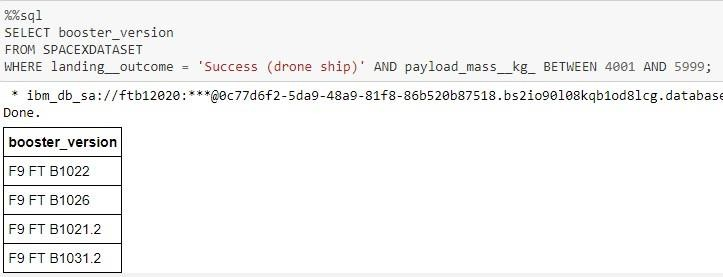 %%sql
SELECT booster_version
FROM SPACEXDATASET
WHERE landing__outcome = 'Success (drone ship)' AND payload_mass__kg_ BETWEEN 4001 AND 5999;
* ibm_db_sa://ftb12020:***@0c77d6f2-5da9-48a9-81f8-86b520b87518.bs2io90l08kqb1od8lcg.database
Done.
booster_version
F9 FT B1022
F9 FT B1026
F9 FT B1021.2
F9 FT B1031.2